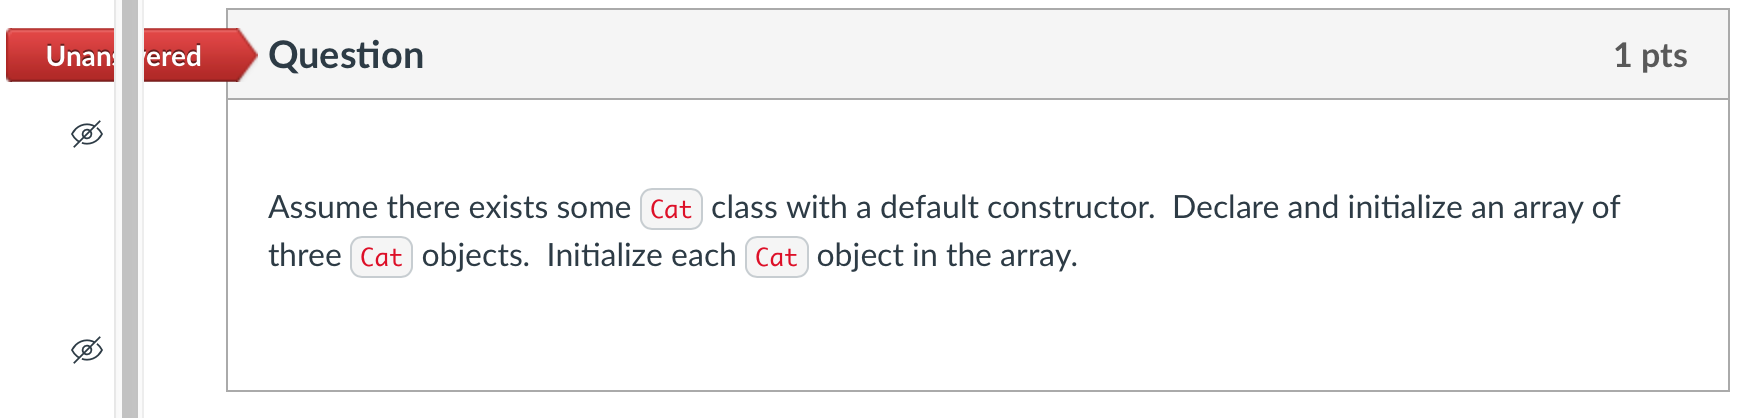 Question
1 pts
Assume there exists some Cat class with a default constructor. Declare and initialize an array of
three Cat objects. Initialize each Cat object in the array.